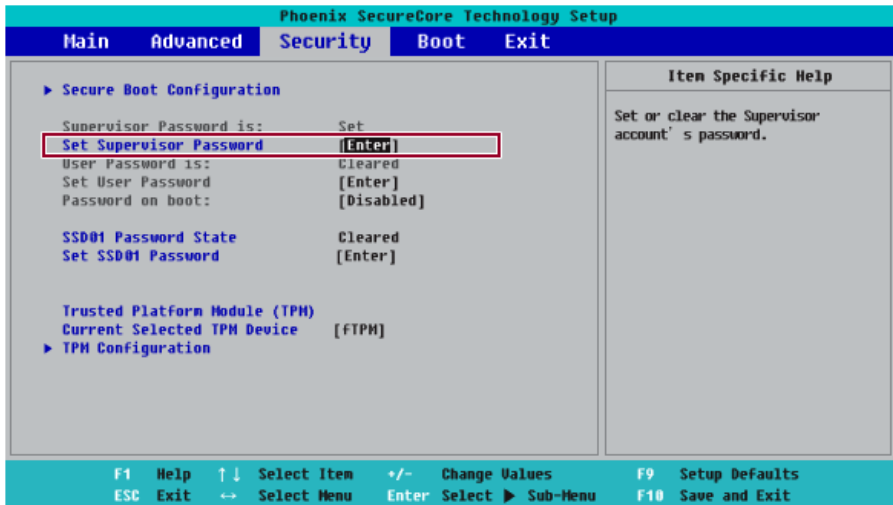 Phoenix SecureCore Technology Setup
Main Advanced Security Boot Exit
▶ Secure Boot Configuration
Supervisor Password is: Set
Set Supervisor Password [Enter]
User Password is: Cleared
Set User Password [Enter]
Password on boot: [Disabled]
SSD01 Password State Cleared
Set SSD01 Password [Enter]
Trusted Platform Module (TPM)
Current Selected TPM Device [fTPM]
▶ TPM Configuration
Item Specific Help
Set or clear the Supervisor
account's password.
F1 Help ↑↓ Select Item +/- Change Values F9 Setup Defaults
ESC Exit ↔ Select Menu Enter Select ▶ Sub-Menu F10 Save and Exit